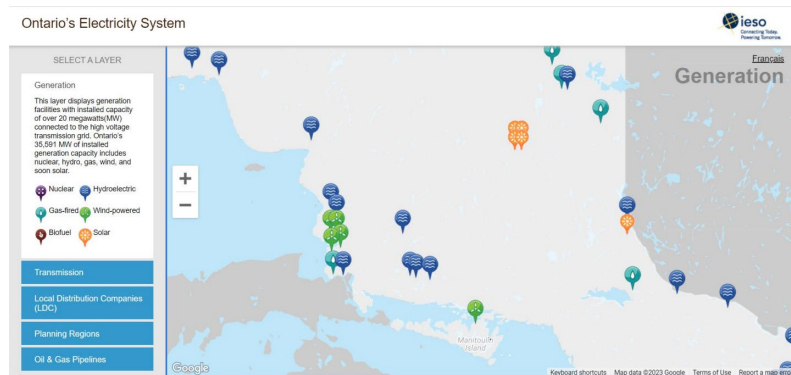 Ontario's Electricity System
ieso
Connecting Today.
Powering Tomorrow.
SELECT A LAYER
Generation
This layer displays generation
facilities with installed capacity
of over 20 megawatts(MW)
connected to the high voltage
transmission grid. Ontario's
35,591 MW of installed
generation capacity includes
nuclear, hydro, gas, wind, and
soon solar.
Nuclear Hydroelectric
Gas-fired Wind-powered
Biofuel Solar
Transmission
Local Distribution Companies
(LDC)
Planning Regions
Oil & Gas Pipelines
Français
Generation
+
−
Manitoulin
Island
Google
Keyboard shortcuts Map data ©2023 Google Terms of Use Report a map error